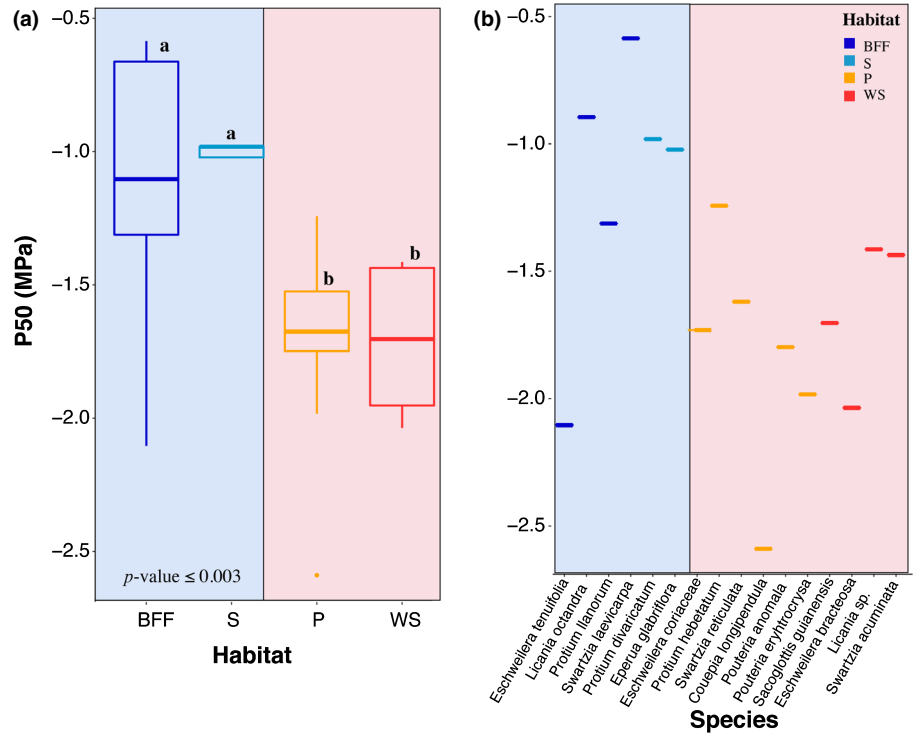 (a)
P50 (MPa)
−0.5
−1.0
−1.5
−2.0
−2.5
a
a
b
b
p-value ≤ 0.003
BFF
S
P
WS
Habitat
(b)
−0.5
−1.0
−1.5
−2.0
−2.5
Habitat
BFF
S
P
WS
Eschweilera tenuifolia
Licania octandra
Protium llanorum
Swartzia laevicarpa
Protium divaricatum
Eperua glabriflora
Eschweilera coriaceae
Protium hebetatum
Swartzia reticulata
Couepia longipendula
Pouteria anomala
Pouteria eryhtrocrysa
Sacoglottis guianensis
Eschweilera bracteosa
Licania sp.
Swartzia acuminata
Species